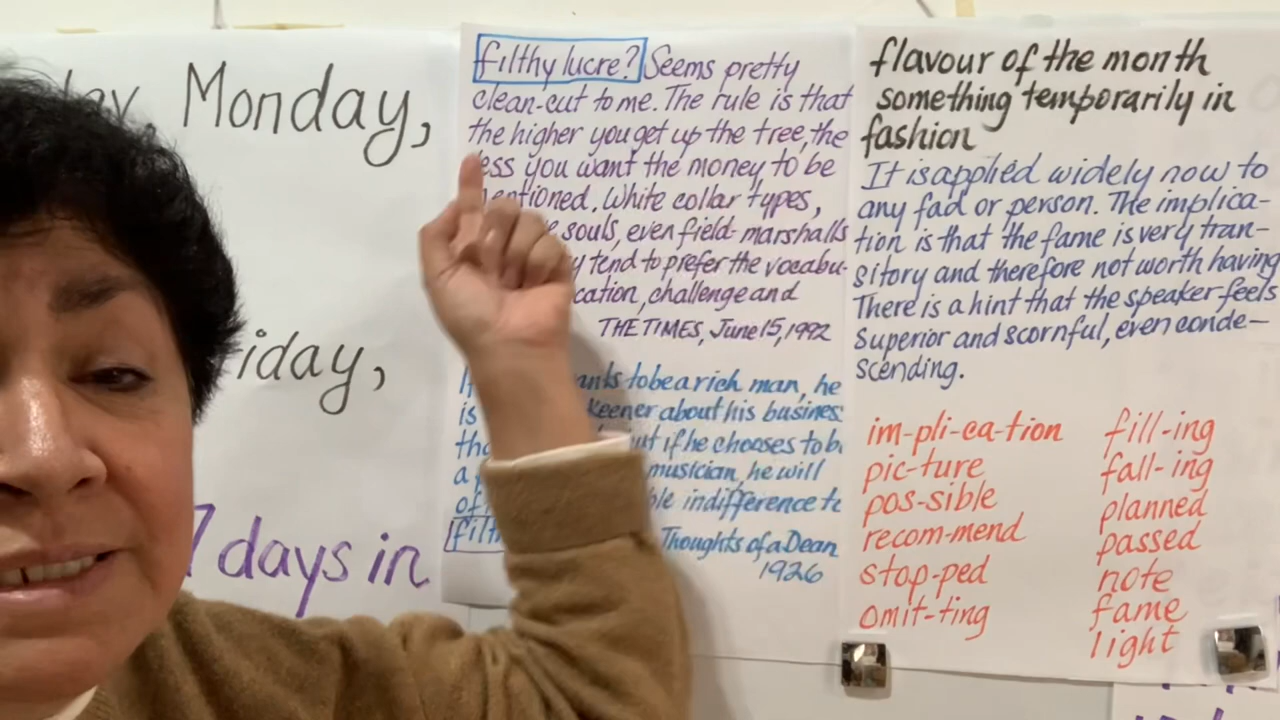 Monday,
iday,
7 days in
filthy lucre? Seems pretty
clean-cut to me. The rule is that
the higher you get up the tree, the
less you want the money to be
mentioned. White collar types,
souls, even field-marshalls
tend to prefer the vocabu-
cation, challenge and
THE TIMES, June 15, 1992
to be a rich man, he
is keener about his busines
if he chooses to b
a musician, he will
of indifference to
Thoughts of a Dean
1926
flavour of the month
something temporarily in
fashion
It is applied widely now to
any fad or person. The implica-
tion is that the fame is very tran-
sitory and therefore not worth having
There is a hint that the speaker feels
superior and scornful, even conde-
scending.
im-pli-ca-tion
pic-ture
pos-sible
recom-mend
stop-ped
omit-ting
fill-ing
fall-ing
planned
passed
note
fame
light